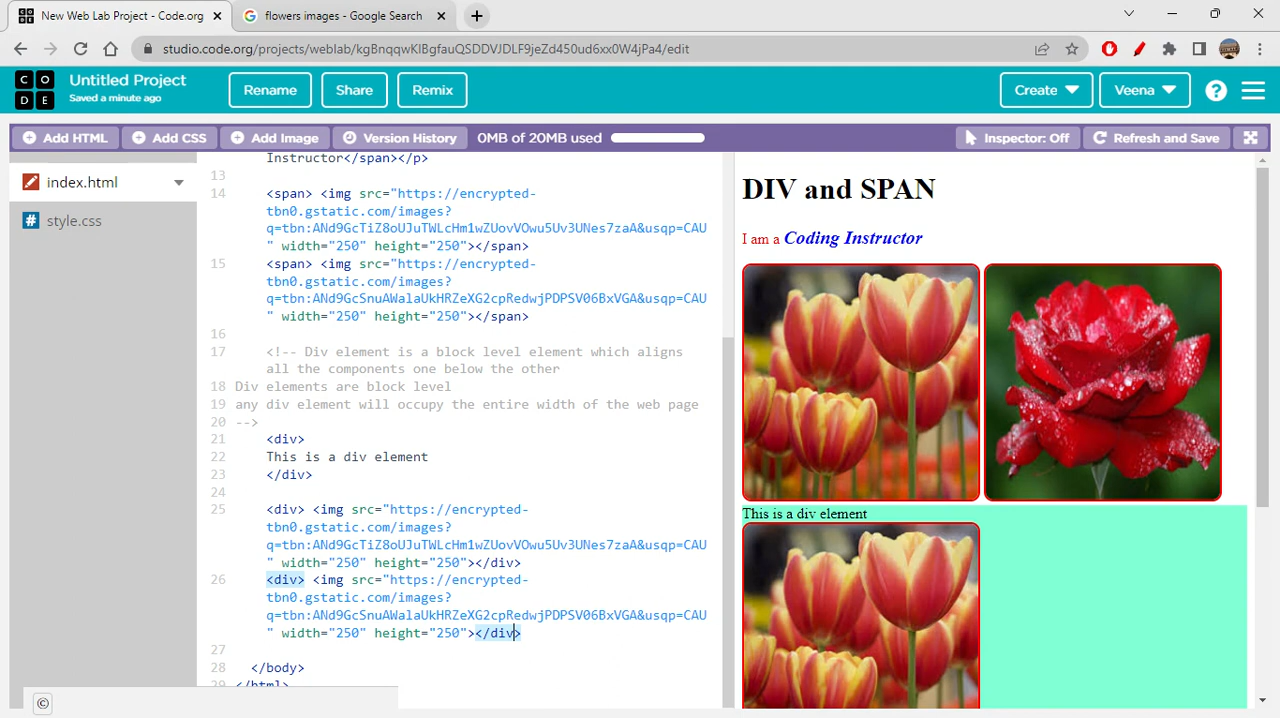 New Web Lab Project - Code.org
flowers images - Google Search
studio.code.org/projects/weblab/kgBnqqwKIBgfauQSDDVJDLF9jeZd450ud6xx0W4jPa4/edit
C O
D E
Untitled Project
Saved a minute ago
Rename
Share
Remix
Create
Veena
?
Add HTML
Add CSS
Add Image
Version History
0MB of 20MB used
Inspector: Off
Refresh and Save
index.html
# style.css
Instructor</span></p>
13
14 <span> <img src="https://encrypted-
tbn0.gstatic.com/images?
q=tbn:ANd9GcTiZ8oUJuTWLcHm1wZUovVOwu5Uv3UNes7zaA&usqp=CAU
" width="250" height="250"></span>
15 <span> <img src="https://encrypted-
tbn0.gstatic.com/images?
q=tbn:ANd9GcSnuAWalaUkHRZeXG2cpRedwjPDPSV06BxVGA&usqp=CAU
" width="250" height="250"></span>
16
17 <!-- Div element is a block level element which aligns
all the components one below the other
18 Div elements are block level
19 any div element will occupy the entire width of the web page
20 -->
21 <div>
22 This is a div element
23 </div>
24
25 <div> <img src="https://encrypted-
tbn0.gstatic.com/images?
q=tbn:ANd9GcTiZ8oUJuTWLcHm1wZUovVOwu5Uv3UNes7zaA&usqp=CAU
" width="250" height="250"></div>
26 <div> <img src="https://encrypted-
tbn0.gstatic.com/images?
q=tbn:ANd9GcSnuAWalaUkHRZeXG2cpRedwjPDPSV06BxVGA&usqp=CAU
" width="250" height="250"></div>
27
28 </body>
29 </html>
©
DIV and SPAN
I am a Coding Instructor
This is a div element